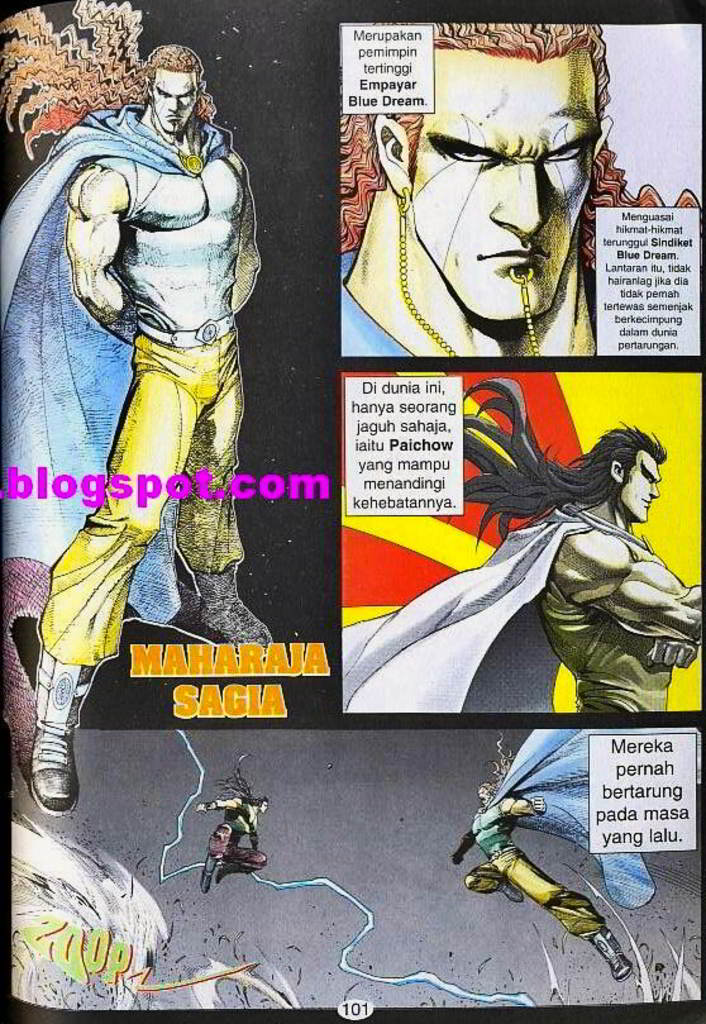 Merupakan
pemimpin
tertinggi
Empayar
Blue Dream.
Menguasai
hikmat-hikmat
terunggul Sindiket
Blue Dream.
Lantaran itu, tidak
hairanlag jika dia
tidak pernah
tertewas semenjak
berkecimpung
dalam dunia
pertarungan.
Di dunia ini,
hanya seorang
jaguh sahaja,
iaitu Paichow
yang mampu
menandingi
kehebatannya.
.blogspot.com
MAHARAJA
SAGIA
Mereka
pernah
bertarung
pada masa
yang lalu.
ZOOP
101